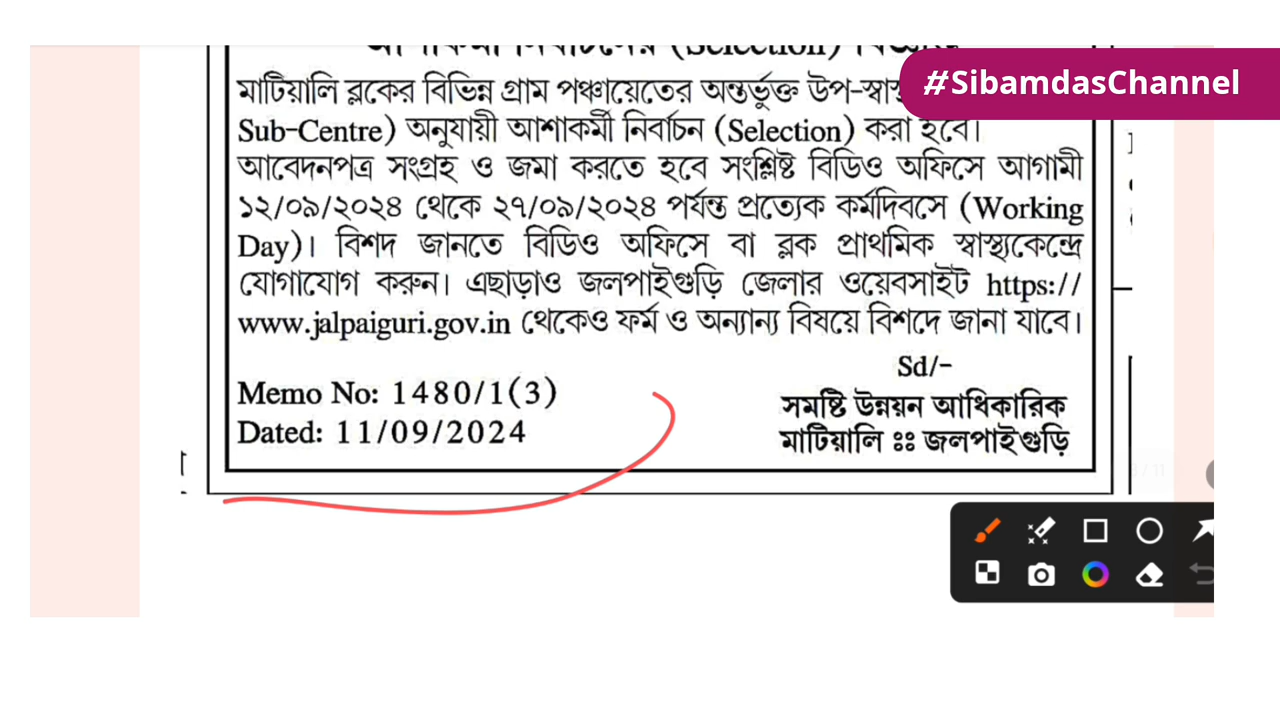 (Selection)
#SibamdasChannel
মাটিয়ালি ব্লকের বিভিন্ন গ্রাম পঞ্চায়েতের অন্তর্ভুক্ত
Sub-Centre) অনুযায়ী আশাকর্মী নির্বাচন (Selection) করা হবে।
আবেদনপত্র সংগ্রহ ও জমা করতে হবে সংশ্লিষ্ট বিডিও অফিসে আগামী
১২/০৯/২০২৪ থেকে ২৭/০৯/২০২৪ পর্যন্ত প্রত্যেক কর্মদিবসে (Working
Day)। বিশদ জানতে বিডিও অফিসে বা ব্লক প্রাথমিক স্বাস্থ্যকেন্দ্রে
যোগাযোগ করুন। এছাড়াও জলপাইগুড়ি জেলার ওয়েবসাইট https://
www.jalpaiguri.gov.in থেকেও ফর্ম ও অন্যান্য বিষয়ে বিশদে জানা যাবে।
Sd/-
Memo No: 1480/1(3)
সমষ্টি উন্নয়ন আধিকারিক
Dated: 11/09/2024
মাটিয়ালি ঃঃ জলপাইগুড়ি